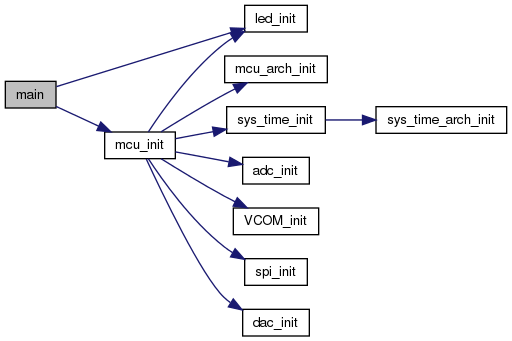 led_init
mcu_arch_init
main
sys_time_init
sys_time_arch_init
mcu_init
adc_init
VCOM_init
spi_init
dac_init